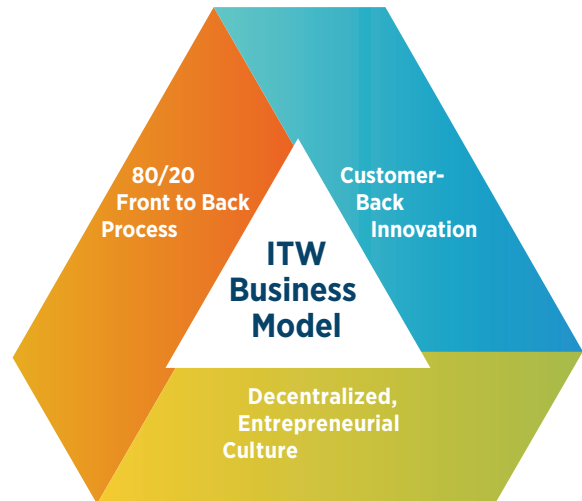 80/20
Front to Back
Process
Customer-
Back
Innovation
ITW
Business
Model
Decentralized,
Entrepreneurial
Culture